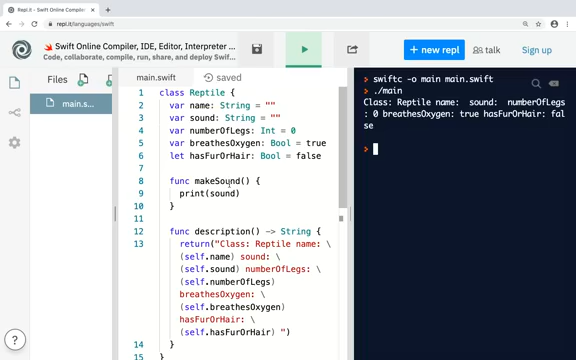 Repl.it - Swift Online Compiler,
repl.it/languages/swift
Swift Online Compiler, IDE, Editor, Interpreter ...
Code, collaborate, compile, run, share, and deploy Swif...
+ new repl
talk
Sign up
Files
main.s...
main.swift
saved
1 class Reptile {
2 var name: String = ""
3 var sound: String = ""
4 var numberOfLegs: Int = 0
5 var breathesOxygen: Bool = true
6 let hasFurOrHair: Bool = false
7
8 func makeSound() {
9 print(sound)
10 }
11
12 func description() -> String {
13 return("Class: Reptile name: \
(self.name) sound: \
(self.sound) numberOfLegs: \
(self.numberOfLegs)
breathesOxygen: \
(self.breathesOxygen)
hasFurOrHair: \
(self.hasFurOrHair) ")
14 }
15 }
> swiftc -o main main.swift
> ./main
Class: Reptile name:  sound:  numberOfLegs
: 0 breathesOxygen: true hasFurOrHair: fal
se
>
?